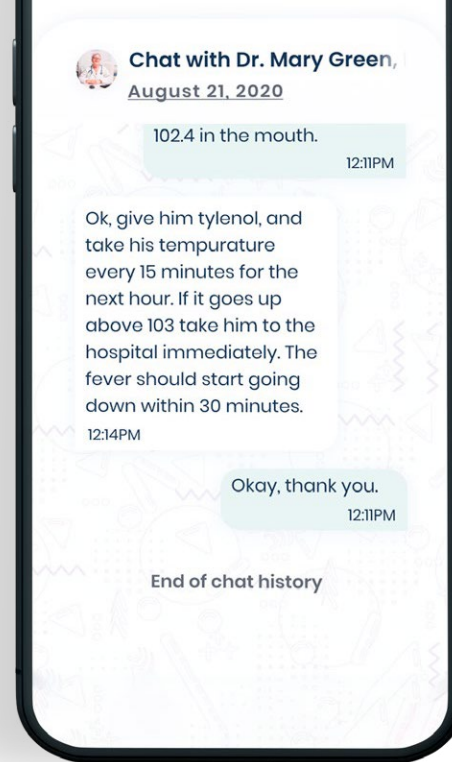 Chat with Dr. Mary Green,
August 21, 2020
102.4 in the mouth.
12:11PM
Ok, give him tylenol, and
take his tempurature
every 15 minutes for the
next hour. If it goes up
above 103 take him to the
hospital immediately. The
fever should start going
down within 30 minutes.
12:14PM
Okay, thank you.
12:11PM
End of chat history